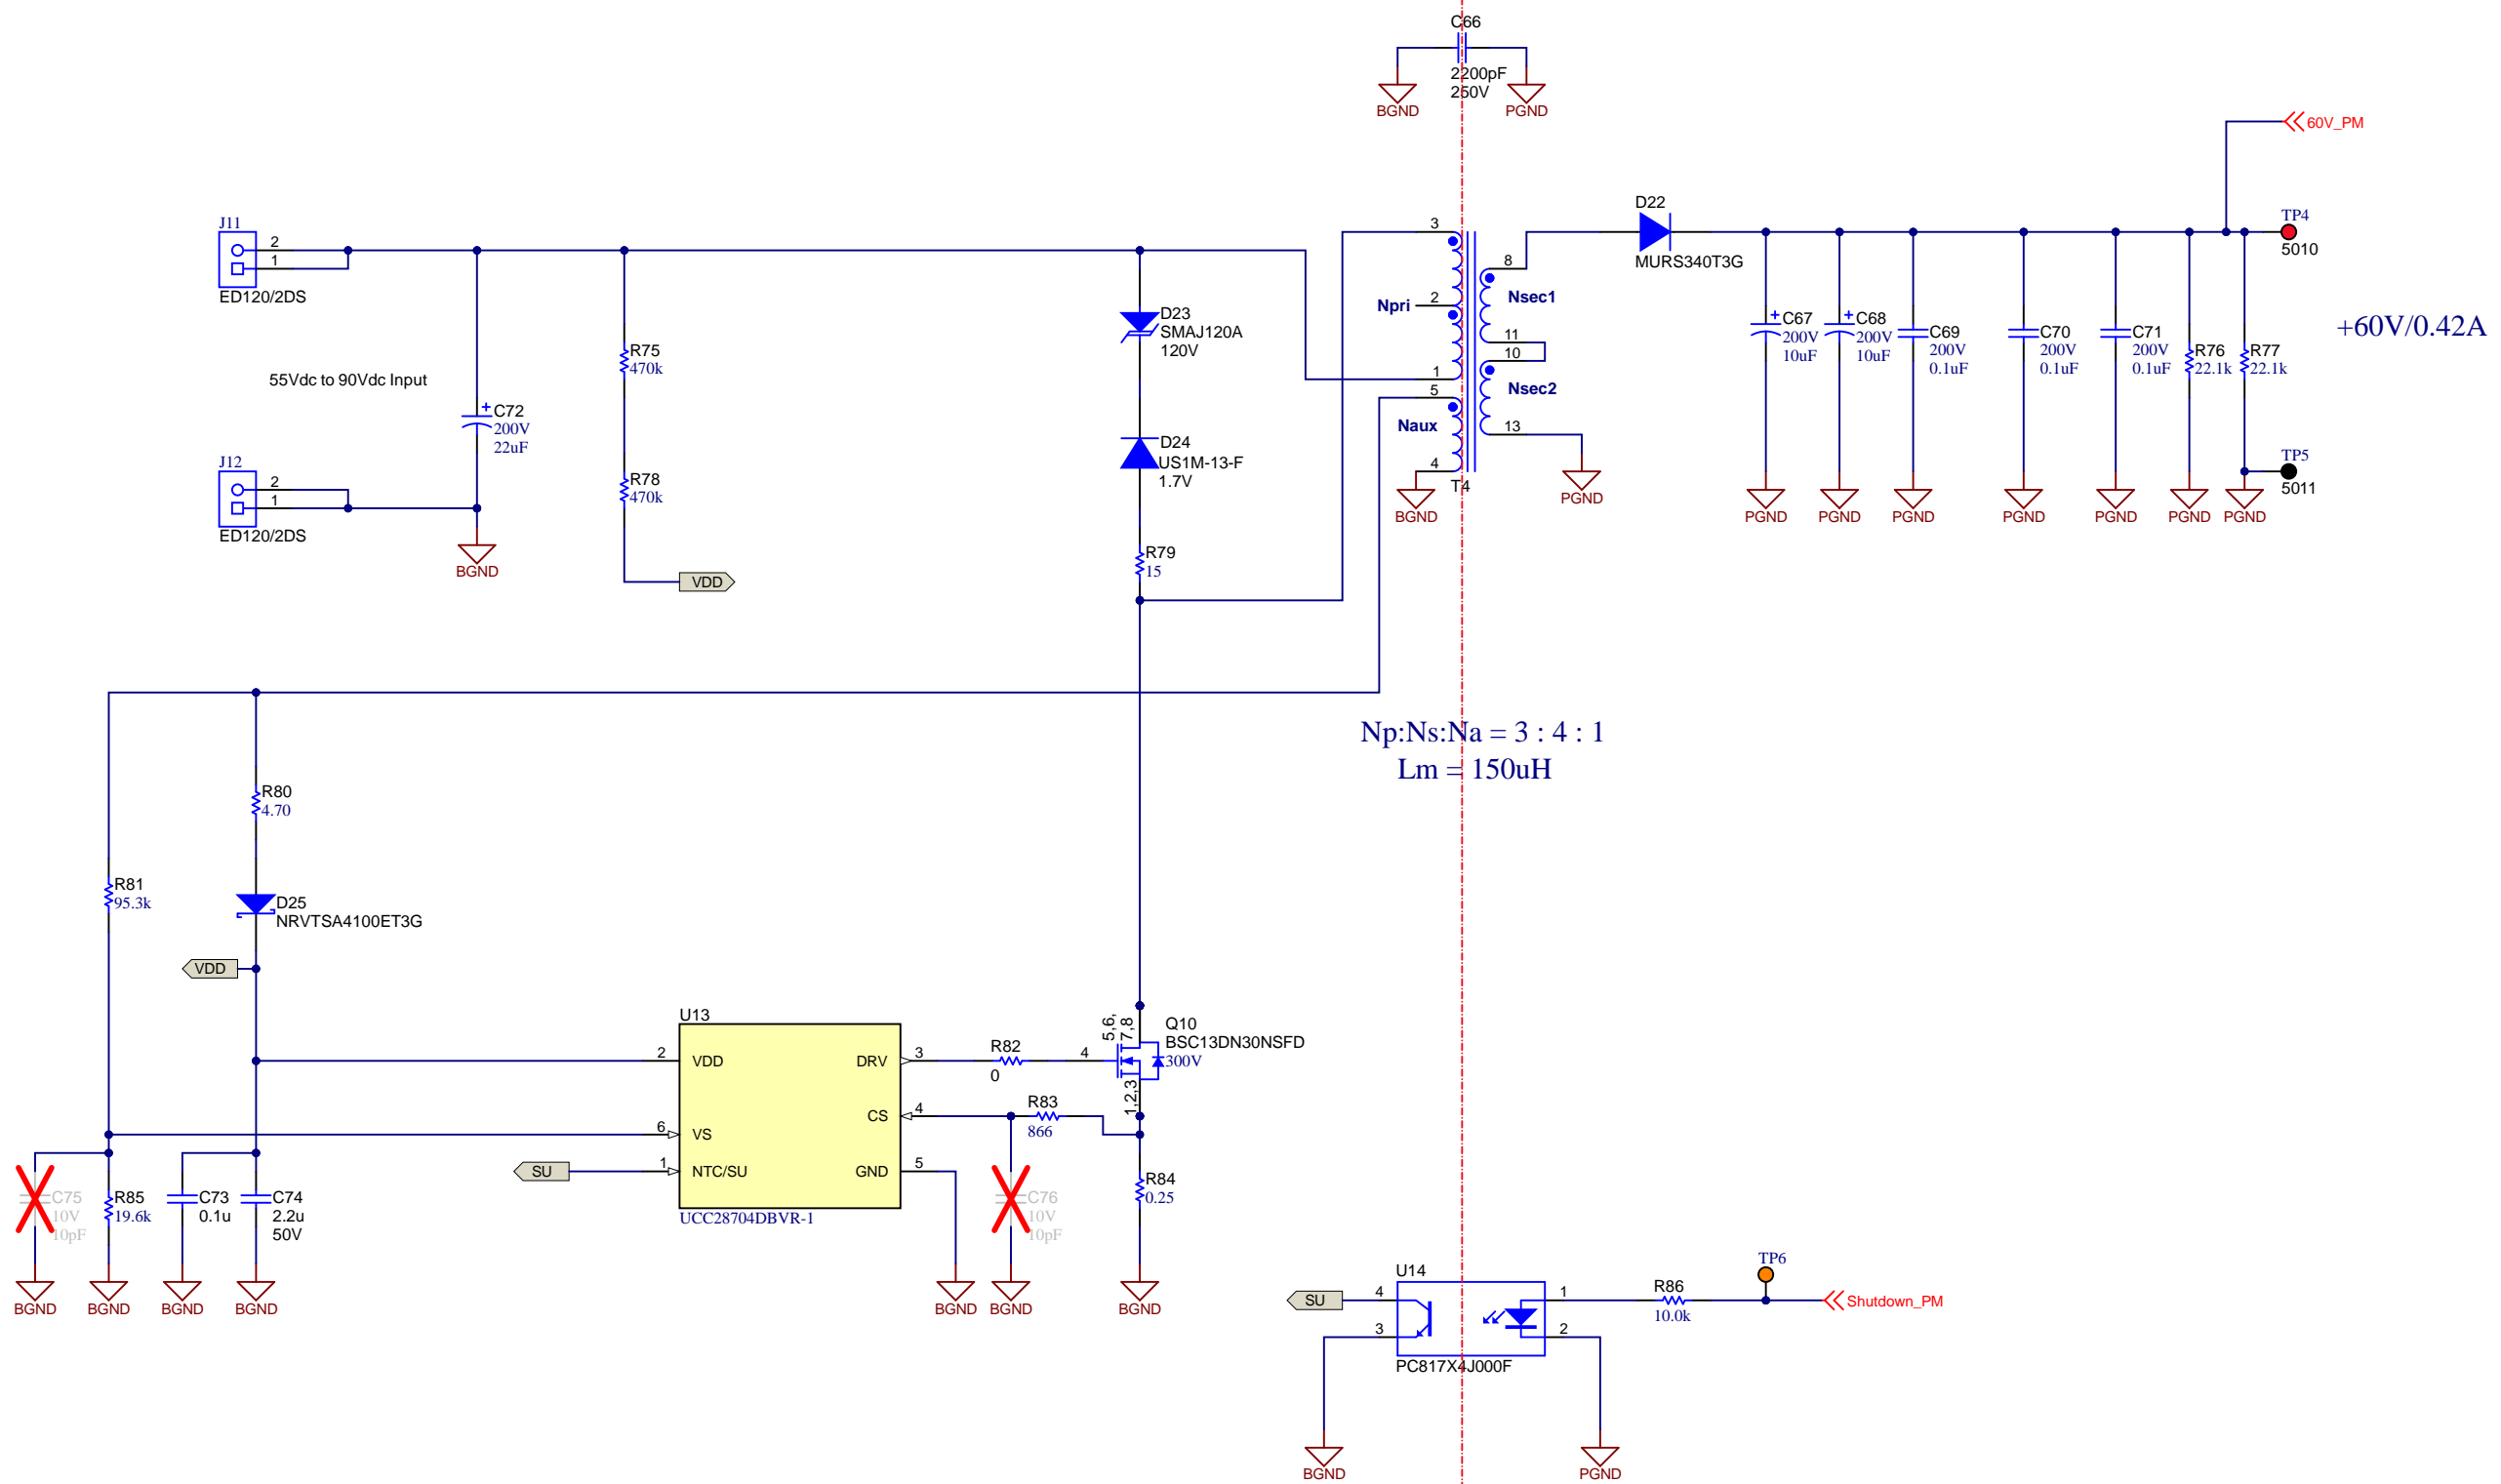 C66
2200pF
250V
BGND
PGND
60V_PM
J11
2
1
ED120/2DS
55Vdc to 90Vdc Input
C72
200V
22uF
J12
2
1
ED120/2DS
BGND
R75
470k
R78
470k
VDD
D23
SMAJ120A
120V
D24
US1M-13-F
1.7V
R79
15
3
Npri
2
1
5
Naux
4
BGND
T4
8
Nsec1
11
10
Nsec2
13
PGND
D22
MURS340T3G
C67
200V
10uF
PGND
C68
200V
10uF
PGND
C69
200V
0.1uF
PGND
C70
200V
0.1uF
PGND
C71
200V
0.1uF
PGND
R76
22.1k
PGND
R77
22.1k
PGND
TP4
5010
+60V/0.42A
TP5
5011
Np:Ns:Na = 3 : 4 : 1
Lm = 150uH
R80
4.70
R81
95.3k
D25
NRVTSA4100ET3G
VDD
C75
10V
10pF
BGND
R85
19.6k
BGND
C73
0.1u
BGND
C74
2.2u
50V
BGND
U13
2
VDD
6
VS
SU
1
NTC/SU
DRV
3
CS
4
GND
5
UCC28704DBVR-1
BGND
R82
0
4
5,6,
7,8
1,2,3
Q10
BSC13DN30NSFD
300V
R83
866
C76
10V
10pF
BGND
R84
0.25
BGND
U14
SU
4
3
1
2
PC817X4J000F
BGND
PGND
R86
10.0k
TP6
Shutdown_PM